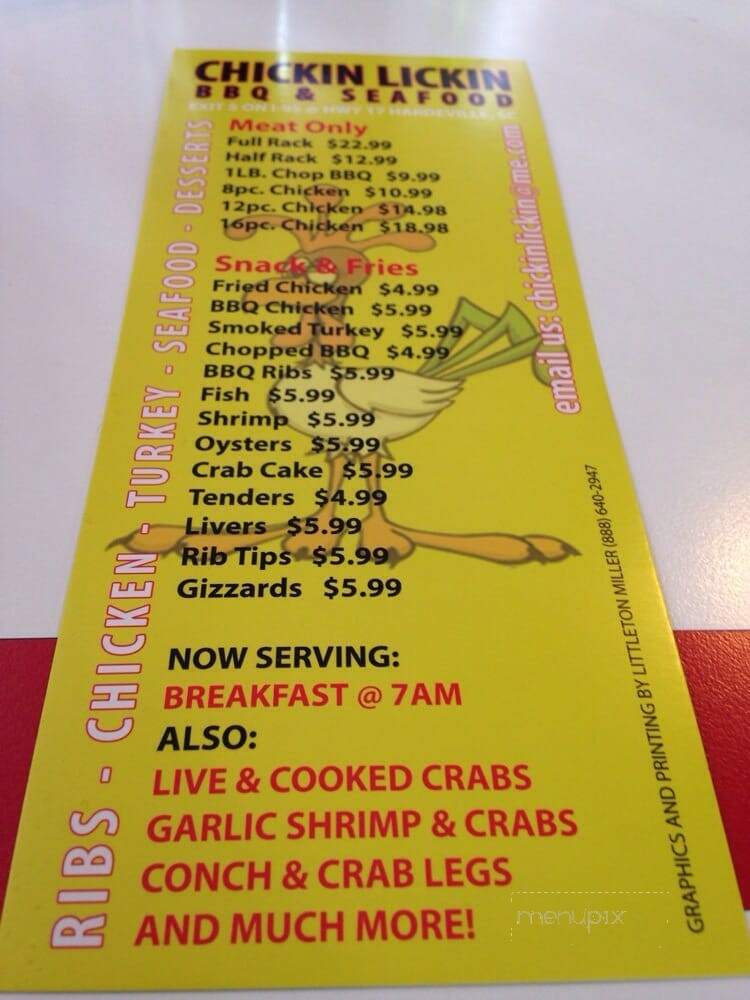 CHICKIN LICKIN
BBQ & SEAFOOD
EXIT 5 ON I-95 @ HWY 17 HARDEVILLE, SC
Meat Only
Full Rack $22.99
Half Rack $12.99
1LB. Chop BBQ $9.99
8pc. Chicken $10.99
12pc. Chicken $14.98
16pc. Chicken $18.98
Snack & Fries
Fried Chicken $4.99
BBQ Chicken $5.99
Smoked Turkey $5.99
Chopped BBQ $4.99
BBQ Ribs $5.99
Fish $5.99
Shrimp $5.99
Oysters $5.99
Crab Cake $5.99
Tenders $4.99
Livers $5.99
Rib Tips $5.99
Gizzards $5.99
NOW SERVING:
BREAKFAST @ 7AM
ALSO:
LIVE & COOKED CRABS
GARLIC SHRIMP & CRABS
CONCH & CRAB LEGS
AND MUCH MORE!
RIBS - CHICKEN - TURKEY - SEAFOOD - DESSERTS
email us: chickinlickin@me.com
GRAPHICS AND PRINTING BY LITTLETON MILLER (888) 640-2947
menupix